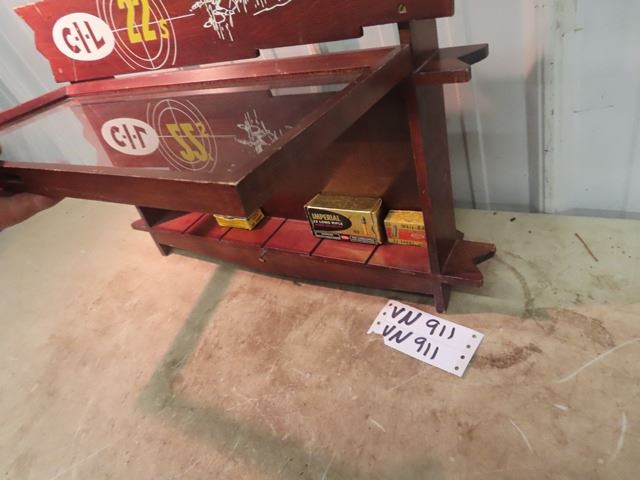 C-I-L
22s
C-I-L
22s
IMPERIAL
22 LONG RIFLE
VN 911
VN 911